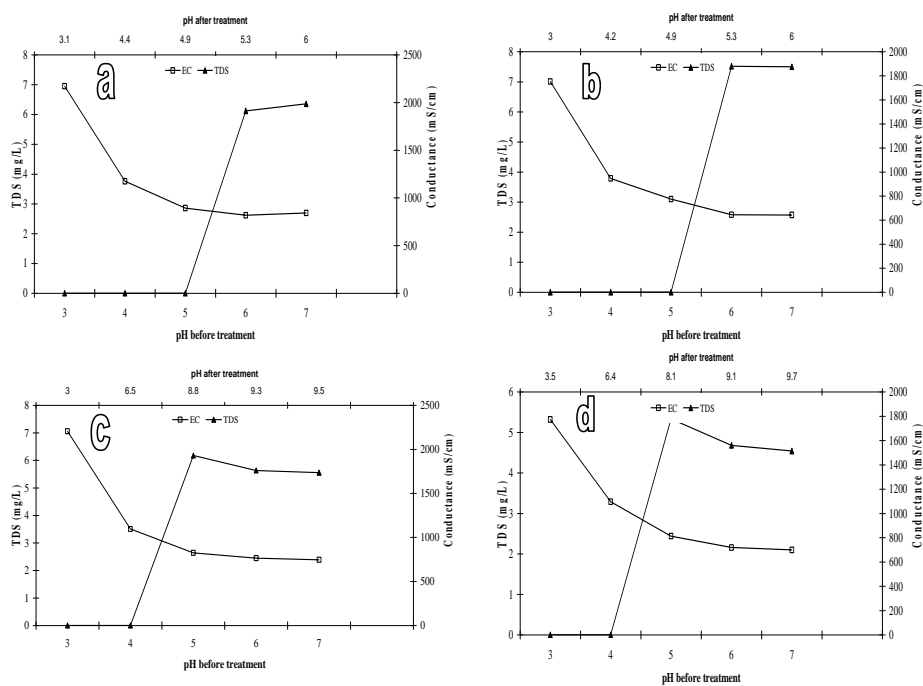 pH after treatment
3.1 4.4 4.9 5.3 6
8 2500
EC TDS
a
7
2000
6
5 1500
4
1000
3
2
500
1
0 0
TDS (mg/L)
Conductance (mS/cm)
3 4 5 6 7
pH before treatment
pH after treatment
3 4.2 4.9 5.3 6
8 2000
EC TDS
b
1800
7
1600
6
1400
5
1200
4 1000
800
3
600
2
400
1
200
0 0
TDS (mg/L)
Conductance (mS/cm)
3 4 5 6 7
pH before treatment
pH after treatment
3 6.5 8.8 9.3 9.5
8 2500
EC TDS
c
7
2000
6
5 1500
4
1000
3
2
500
1
0 0
TDS (mg/L)
Conductance (mS/cm)
3 4 5 6 7
pH before treatment
pH after treatment
3.5 6.4 8.1 9.1 9.7
6 2000
EC TDS
d
1800
5
1600
1400
4
1200
3 1000
800
2
600
400
1
200
0 0
TDS (mg/L)
Conductance (mS/cm)
3 4 5 6 7
pH before treatment